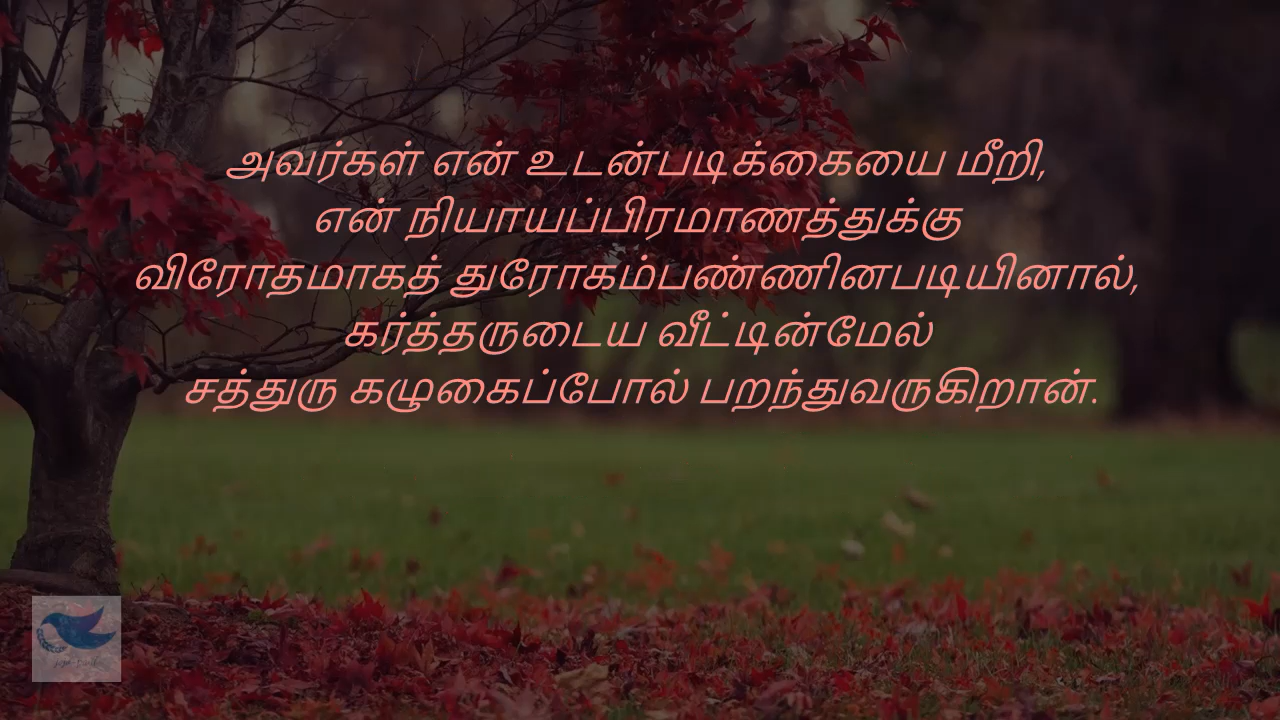 அவர்கள் என் உடன்படிக்கையை மீறி,
என் நியாயப்பிரமாணத்துக்கு
விரோதமாகத் துரோகம்பண்ணினபடியினால்,
கர்த்தருடைய வீட்டின்மேல்
சத்துரு கழுகைப்போல் பறந்துவருகிறான்.